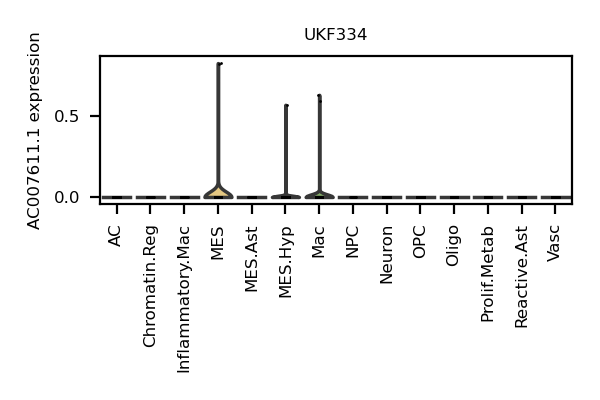 UKF334
AC007611.1 expression
0.5
0.0
AC
Chromatin.Reg
Inflammatory.Mac
MES
MES.Ast
MES.Hyp
Mac
NPC
Neuron
OPC
Oligo
Prolif.Metab
Reactive.Ast
Vasc